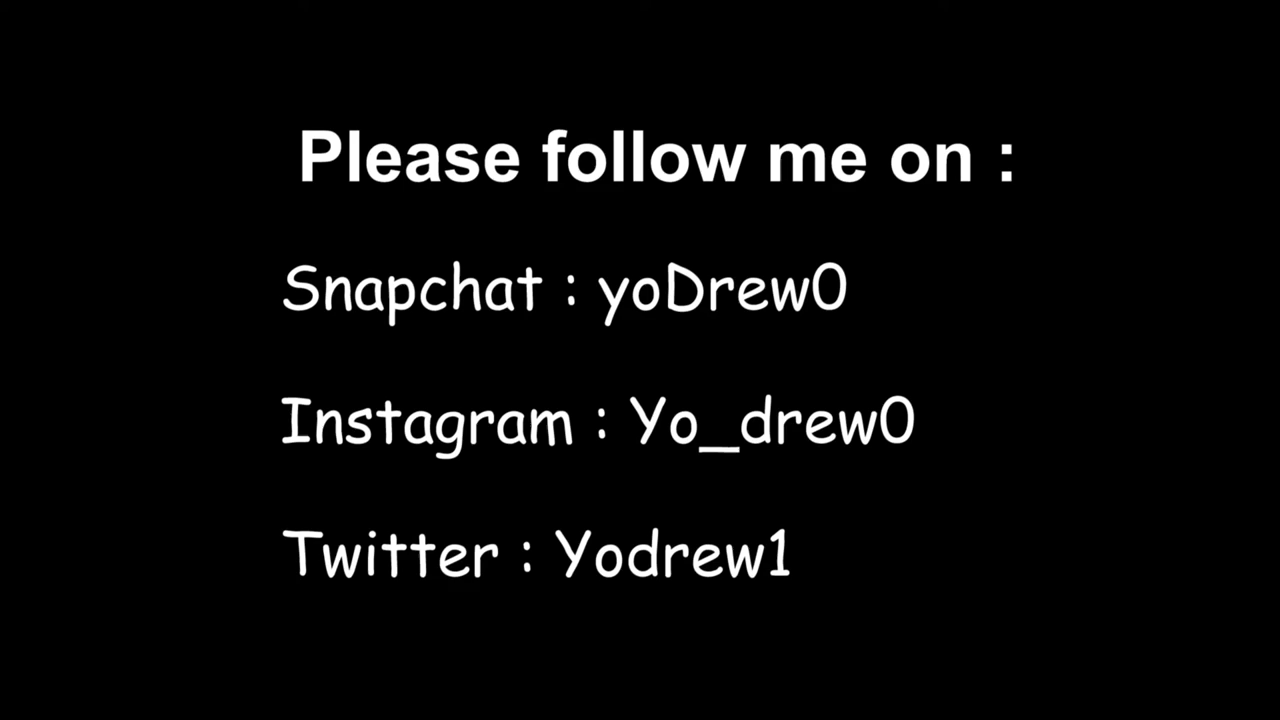 Please follow me on :
Snapchat : yoDrew0
Instagram : Yo_drew0
Twitter : Yodrew1